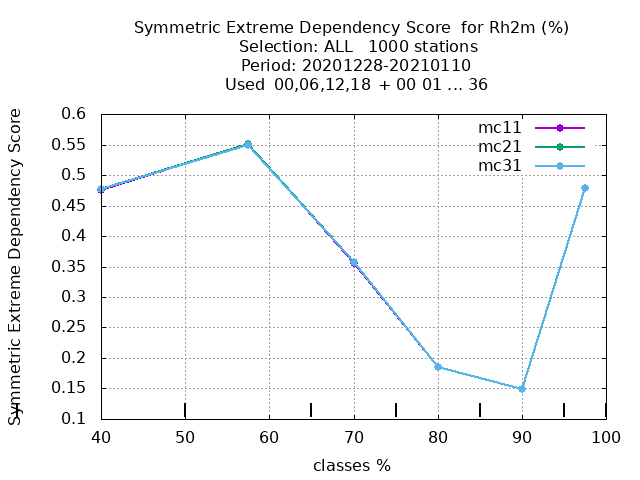 Symmetric Extreme Dependency Score  for Rh2m (%)
Selection: ALL   1000 stations
Period: 20201228-20210110
Used  00,06,12,18  + 00 01 ... 36
Symmetric Extreme Dependency Score
mc11
mc21
mc31
0.6
0.55
0.5
0.45
0.4
0.35
0.3
0.25
0.2
0.15
0.1
40 50 60 70 80 90 100
classes %